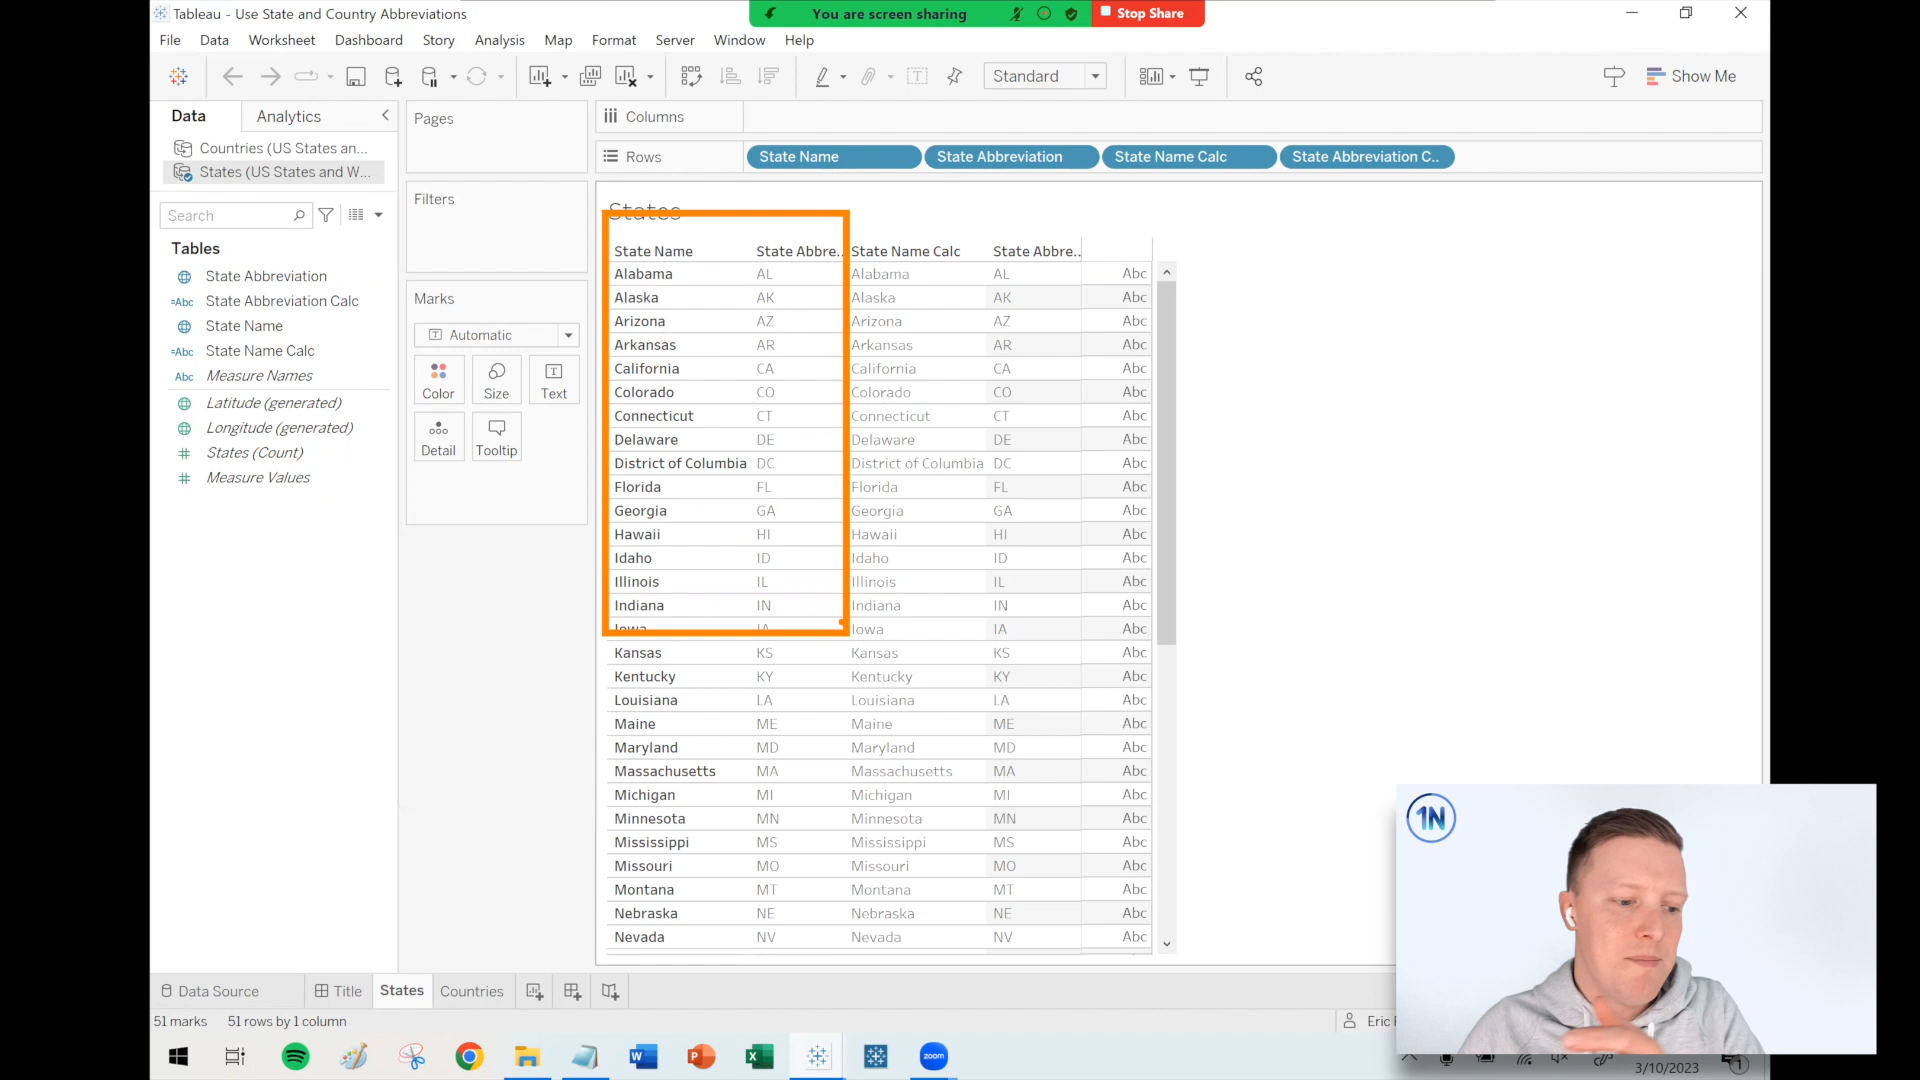 Tableau - Use State and Country Abbreviations
You are screen sharing
Stop Share
File Data Worksheet Dashboard Story Analysis Map Format Server Window Help
Standard
Show Me
Data
Analytics
Countries (US States an...
States (US States and W...
Search
Tables
State Abbreviation
=Abc State Abbreviation Calc
State Name
=Abc State Name Calc
Abc Measure Names
Latitude (generated)
Longitude (generated)
States (Count)
Measure Values
Pages
Filters
Marks
Automatic
Color Size Text
Detail Tooltip
Columns
Rows State Name State Abbreviation State Name Calc State Abbreviation C..
States
State Name State Abbre.. State Name Calc State Abbre..
Alabama AL Alabama AL Abc
Alaska AK Alaska AK Abc
Arizona AZ Arizona AZ Abc
Arkansas AR Arkansas AR Abc
California CA California CA Abc
Colorado CO Colorado CO Abc
Connecticut CT Connecticut CT Abc
Delaware DE Delaware DE Abc
District of Columbia DC District of Columbia DC Abc
Florida FL Florida FL Abc
Georgia GA Georgia GA Abc
Hawaii HI Hawaii HI Abc
Idaho ID Idaho ID Abc
Illinois IL Illinois IL Abc
Indiana IN Indiana IN Abc
Iowa IA Iowa IA Abc
Kansas KS Kansas KS Abc
Kentucky KY Kentucky KY Abc
Louisiana LA Louisiana LA Abc
Maine ME Maine ME Abc
Maryland MD Maryland MD Abc
Massachusetts MA Massachusetts MA Abc
Michigan MI Michigan MI Abc
Minnesota MN Minnesota MN Abc
Mississippi MS Mississippi MS Abc
Missouri MO Missouri MO Abc
Montana MT Montana MT Abc
Nebraska NE Nebraska NE Abc
Nevada NV Nevada NV Abc
1N
Data Source Title States Countries
51 marks 51 rows by 1 column
Eric
zoom
3/10/2023
1